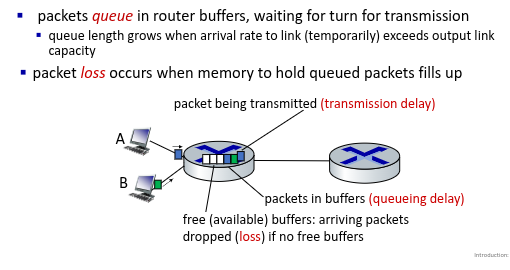 packets queue in router buffers, waiting for turn for transmission
queue length grows when arrival rate to link (temporarily) exceeds output link
capacity
packet loss occurs when memory to hold queued packets fills up
packet being transmitted (transmission delay)
A
B
packets in buffers (queueing delay)
free (available) buffers: arriving packets
dropped (loss) if no free buffers
Introduction: